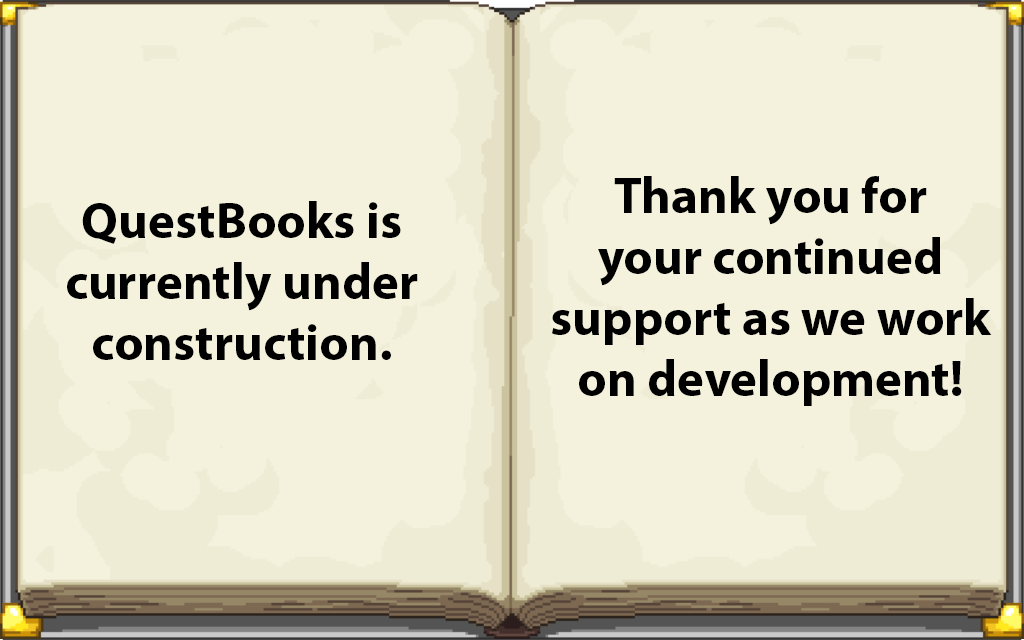 QuestBooks is
currently under
construction.
Thank you for
your continued
support as we work
on development!